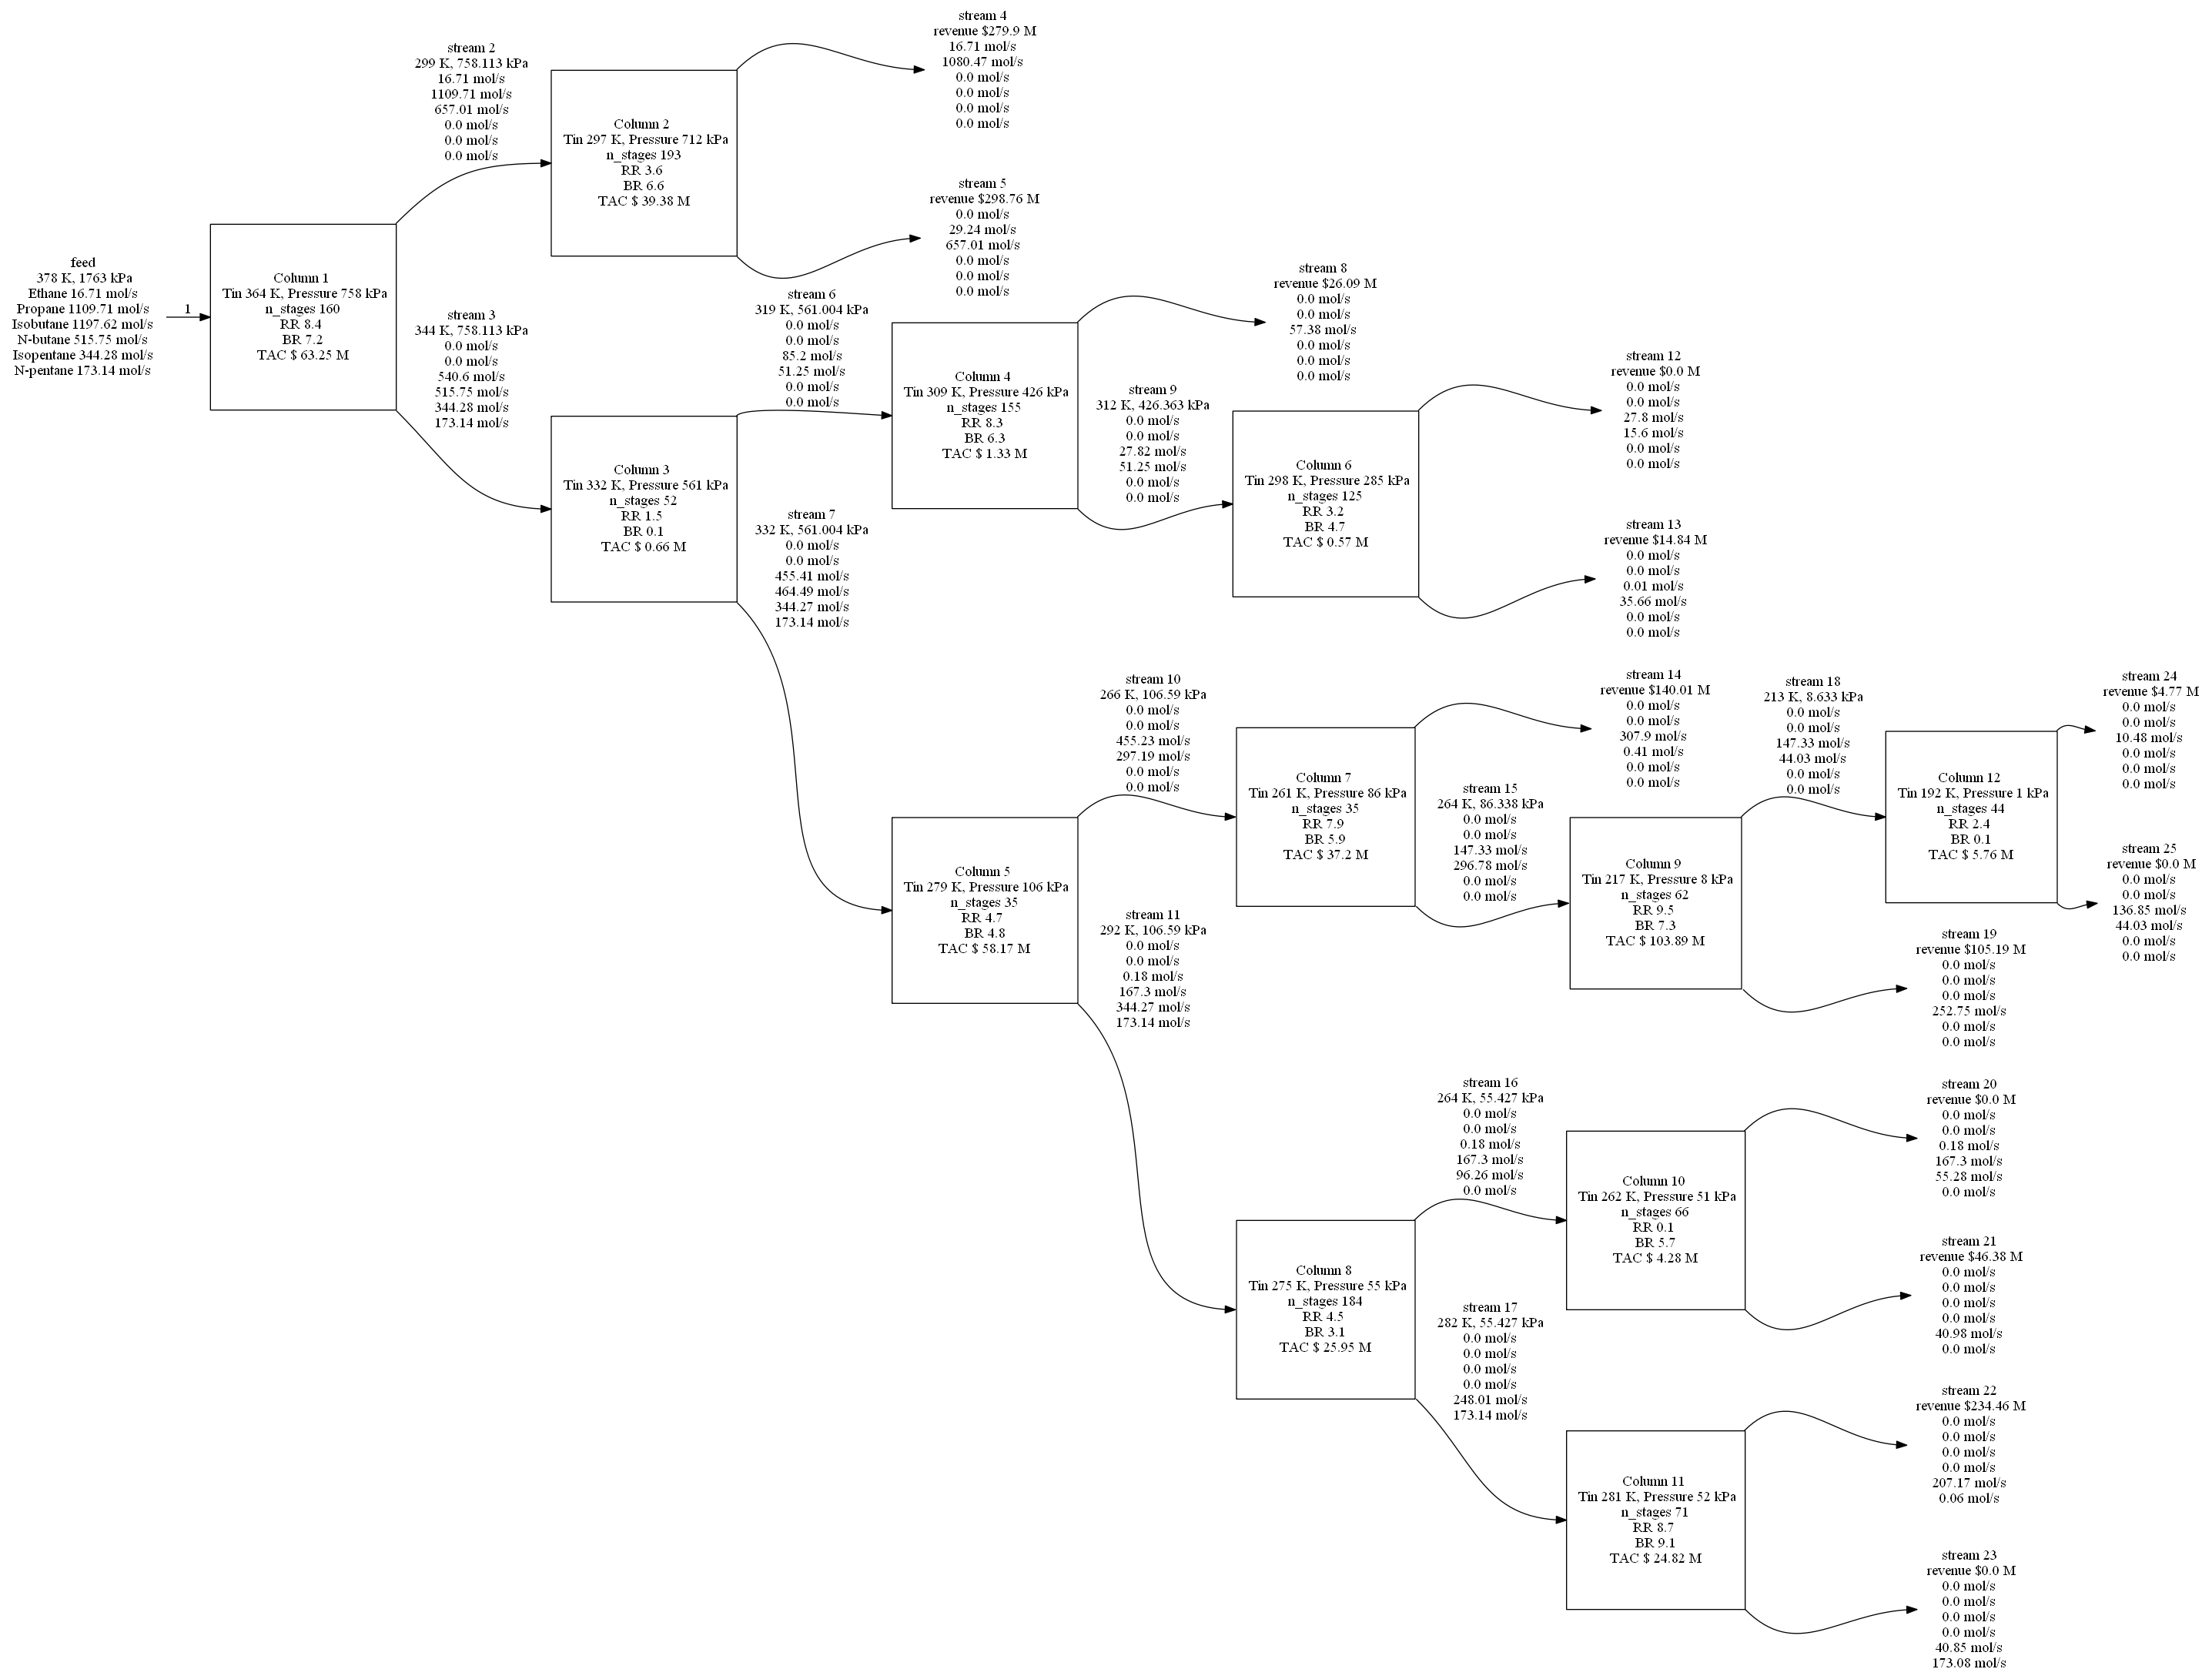 feed
378 K, 1763 kPa
Ethane 16.71 mol/s
Propane 1109.71 mol/s
Isobutane 1197.62 mol/s
N-butane 515.75 mol/s
Isopentane 344.28 mol/s
N-pentane 173.14 mol/s
1
Column 1
Tin 364 K, Pressure 758 kPa
n_stages 160
RR 8.4
BR 7.2
TAC $ 63.25 M
stream 2
299 K, 758.113 kPa
16.71 mol/s
1109.71 mol/s
657.01 mol/s
0.0 mol/s
0.0 mol/s
0.0 mol/s
stream 3
344 K, 758.113 kPa
0.0 mol/s
0.0 mol/s
540.6 mol/s
515.75 mol/s
344.28 mol/s
173.14 mol/s
Column 2
Tin 297 K, Pressure 712 kPa
n_stages 193
RR 3.6
BR 6.6
TAC $ 39.38 M
stream 4
revenue $279.9 M
16.71 mol/s
1080.47 mol/s
0.0 mol/s
0.0 mol/s
0.0 mol/s
0.0 mol/s
stream 5
revenue $298.76 M
0.0 mol/s
29.24 mol/s
657.01 mol/s
0.0 mol/s
0.0 mol/s
0.0 mol/s
Column 3
Tin 332 K, Pressure 561 kPa
n_stages 52
RR 1.5
BR 0.1
TAC $ 0.66 M
stream 6
319 K, 561.004 kPa
0.0 mol/s
0.0 mol/s
85.2 mol/s
51.25 mol/s
0.0 mol/s
0.0 mol/s
stream 7
332 K, 561.004 kPa
0.0 mol/s
0.0 mol/s
455.41 mol/s
464.49 mol/s
344.27 mol/s
173.14 mol/s
Column 4
Tin 309 K, Pressure 426 kPa
n_stages 155
RR 8.3
BR 6.3
TAC $ 1.33 M
stream 8
revenue $26.09 M
0.0 mol/s
0.0 mol/s
57.38 mol/s
0.0 mol/s
0.0 mol/s
0.0 mol/s
stream 9
312 K, 426.363 kPa
0.0 mol/s
0.0 mol/s
27.82 mol/s
51.25 mol/s
0.0 mol/s
0.0 mol/s
Column 6
Tin 298 K, Pressure 285 kPa
n_stages 125
RR 3.2
BR 4.7
TAC $ 0.57 M
stream 12
revenue $0.0 M
0.0 mol/s
0.0 mol/s
27.8 mol/s
15.6 mol/s
0.0 mol/s
0.0 mol/s
stream 13
revenue $14.84 M
0.0 mol/s
0.0 mol/s
0.01 mol/s
35.66 mol/s
0.0 mol/s
0.0 mol/s
Column 5
Tin 279 K, Pressure 106 kPa
n_stages 35
RR 4.7
BR 4.8
TAC $ 58.17 M
stream 10
266 K, 106.59 kPa
0.0 mol/s
0.0 mol/s
455.23 mol/s
297.19 mol/s
0.0 mol/s
0.0 mol/s
stream 11
292 K, 106.59 kPa
0.0 mol/s
0.0 mol/s
0.18 mol/s
167.3 mol/s
344.27 mol/s
173.14 mol/s
Column 7
Tin 261 K, Pressure 86 kPa
n_stages 35
RR 7.9
BR 5.9
TAC $ 37.2 M
stream 14
revenue $140.01 M
0.0 mol/s
0.0 mol/s
307.9 mol/s
0.41 mol/s
0.0 mol/s
0.0 mol/s
stream 15
264 K, 86.338 kPa
0.0 mol/s
0.0 mol/s
147.33 mol/s
296.78 mol/s
0.0 mol/s
0.0 mol/s
Column 9
Tin 217 K, Pressure 8 kPa
n_stages 62
RR 9.5
BR 7.3
TAC $ 103.89 M
stream 18
213 K, 8.633 kPa
0.0 mol/s
0.0 mol/s
147.33 mol/s
44.03 mol/s
0.0 mol/s
0.0 mol/s
Column 12
Tin 192 K, Pressure 1 kPa
n_stages 44
RR 2.4
BR 0.1
TAC $ 5.76 M
stream 24
revenue $4.77 M
0.0 mol/s
0.0 mol/s
10.48 mol/s
0.0 mol/s
0.0 mol/s
0.0 mol/s
stream 25
revenue $0.0 M
0.0 mol/s
0.0 mol/s
136.85 mol/s
44.03 mol/s
0.0 mol/s
0.0 mol/s
stream 19
revenue $105.19 M
0.0 mol/s
0.0 mol/s
0.0 mol/s
252.75 mol/s
0.0 mol/s
0.0 mol/s
Column 8
Tin 275 K, Pressure 55 kPa
n_stages 184
RR 4.5
BR 3.1
TAC $ 25.95 M
stream 16
264 K, 55.427 kPa
0.0 mol/s
0.0 mol/s
0.18 mol/s
167.3 mol/s
96.26 mol/s
0.0 mol/s
stream 17
282 K, 55.427 kPa
0.0 mol/s
0.0 mol/s
0.0 mol/s
0.0 mol/s
248.01 mol/s
173.14 mol/s
Column 10
Tin 262 K, Pressure 51 kPa
n_stages 66
RR 0.1
BR 5.7
TAC $ 4.28 M
stream 20
revenue $0.0 M
0.0 mol/s
0.0 mol/s
0.18 mol/s
167.3 mol/s
55.28 mol/s
0.0 mol/s
stream 21
revenue $46.38 M
0.0 mol/s
0.0 mol/s
0.0 mol/s
0.0 mol/s
40.98 mol/s
0.0 mol/s
Column 11
Tin 281 K, Pressure 52 kPa
n_stages 71
RR 8.7
BR 9.1
TAC $ 24.82 M
stream 22
revenue $234.46 M
0.0 mol/s
0.0 mol/s
0.0 mol/s
0.0 mol/s
207.17 mol/s
0.06 mol/s
stream 23
revenue $0.0 M
0.0 mol/s
0.0 mol/s
0.0 mol/s
0.0 mol/s
40.85 mol/s
173.08 mol/s